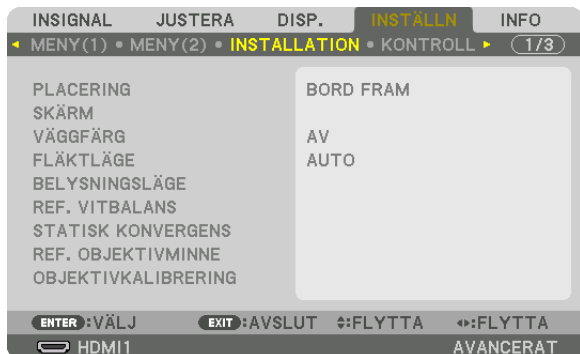 INSIGNAL JUSTERA DISP. INSTÄLLN INFO
MENY(1) • MENY(2) • INSTALLATION • KONTROLL 1/3
PLACERING BORD FRAM
SKÄRM
VÄGGFÄRG AV
FLÄKTLÄGE AUTO
BELYSNINGSLÄGE
REF. VITBALANS
STATISK KONVERGENS
REF. OBJEKTIVMINNE
OBJEKTIVKALIBRERING
ENTER :VÄLJ EXIT :AVSLUT :FLYTTA :FLYTTA
HDMI1 AVANCERAT